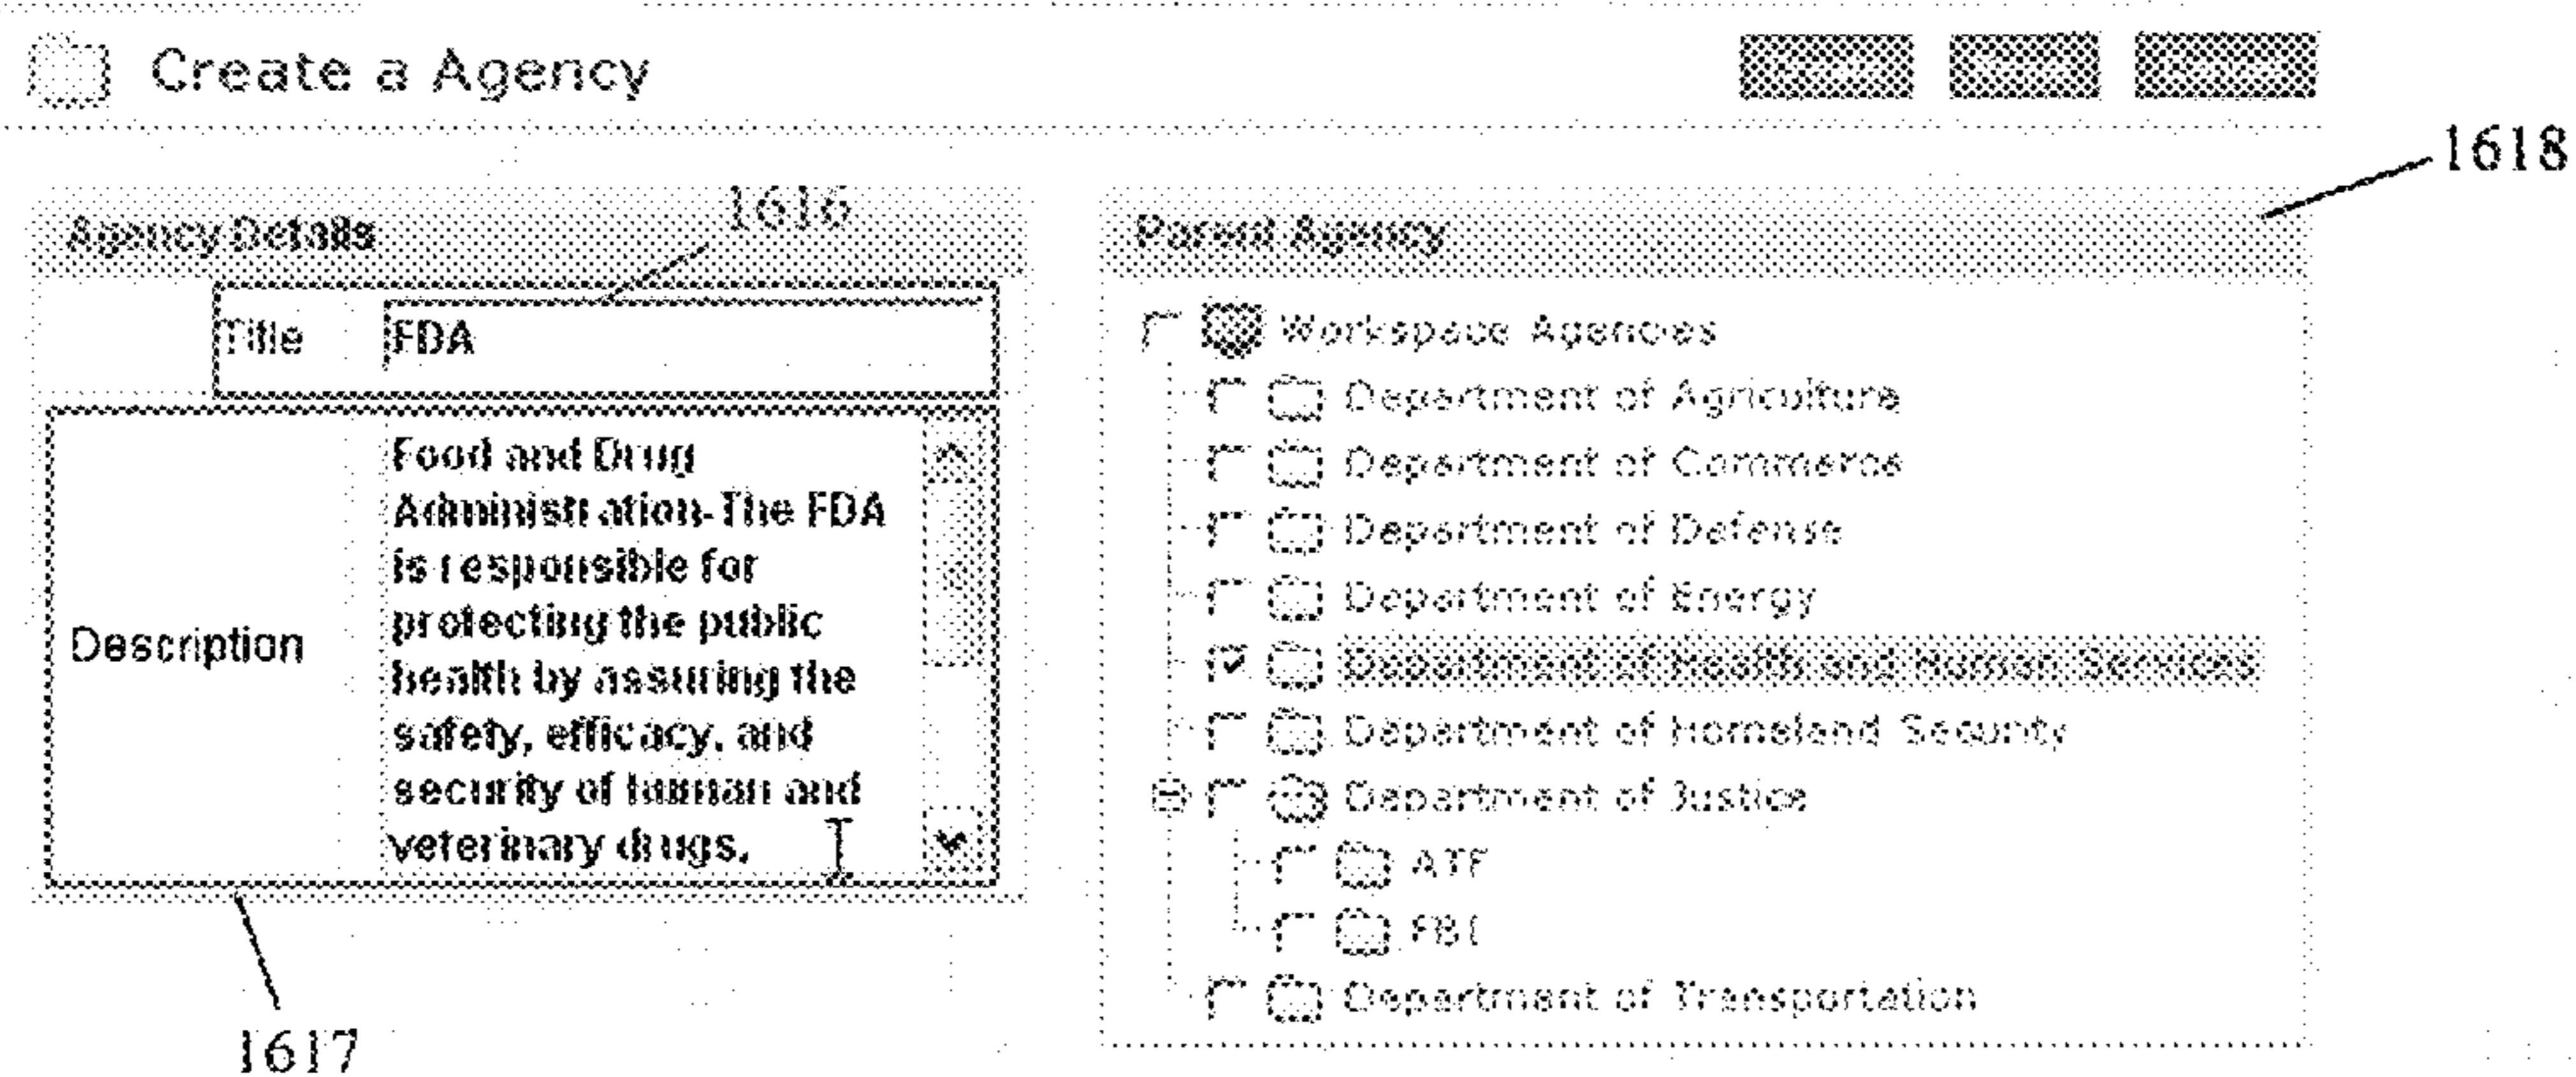 Create a Agency
1618
1616
Agency Details
Title
FDA
Description
Food and Drug
Administration-The FDA
is responsible for
protecting the public
health by assuring the
safety, efficacy, and
security of human and
veterinary drugs.
1617
Parent Agency
Workspace Agencies
Department of Agriculture
Department of Commerce
Department of Defense
Department of Energy
Department of Health and Human Services
Department of Homeland Security
Department of Justice
ATF
FBI
Department of Transportation